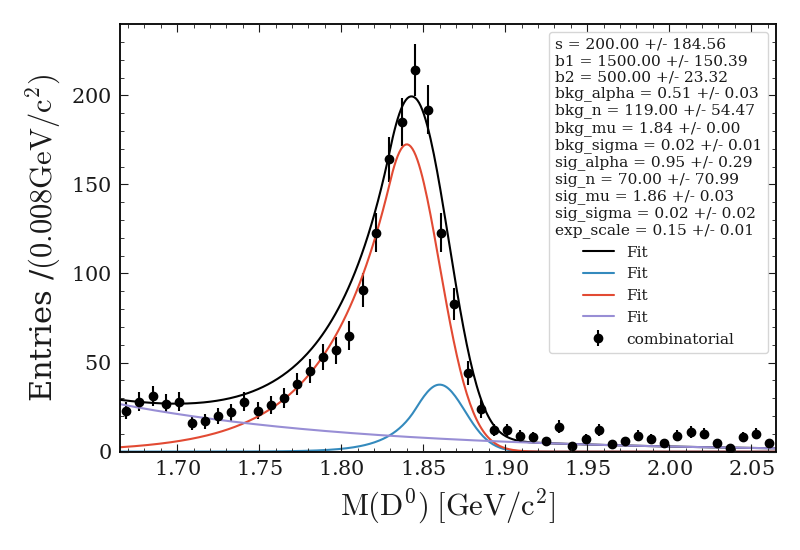 s = 200.00 +/- 184.56
b1 = 1500.00 +/- 150.39
b2 = 500.00 +/- 23.32
bkg_alpha = 0.51 +/- 0.03
bkg_n = 119.00 +/- 54.47
bkg_mu = 1.84 +/- 0.00
bkg_sigma = 0.02 +/- 0.01
sig_alpha = 0.95 +/- 0.29
sig_n = 70.00 +/- 70.99
sig_mu = 1.86 +/- 0.03
sig_sigma = 0.02 +/- 0.02
exp_scale = 0.15 +/- 0.01
Fit
Fit
Fit
Fit
combinatorial
Entries /(0.008GeV/c²)
200
150
100
50
0
1.70 1.75 1.80 1.85 1.90 1.95 2.00 2.05
M(D⁰) [GeV/c²]